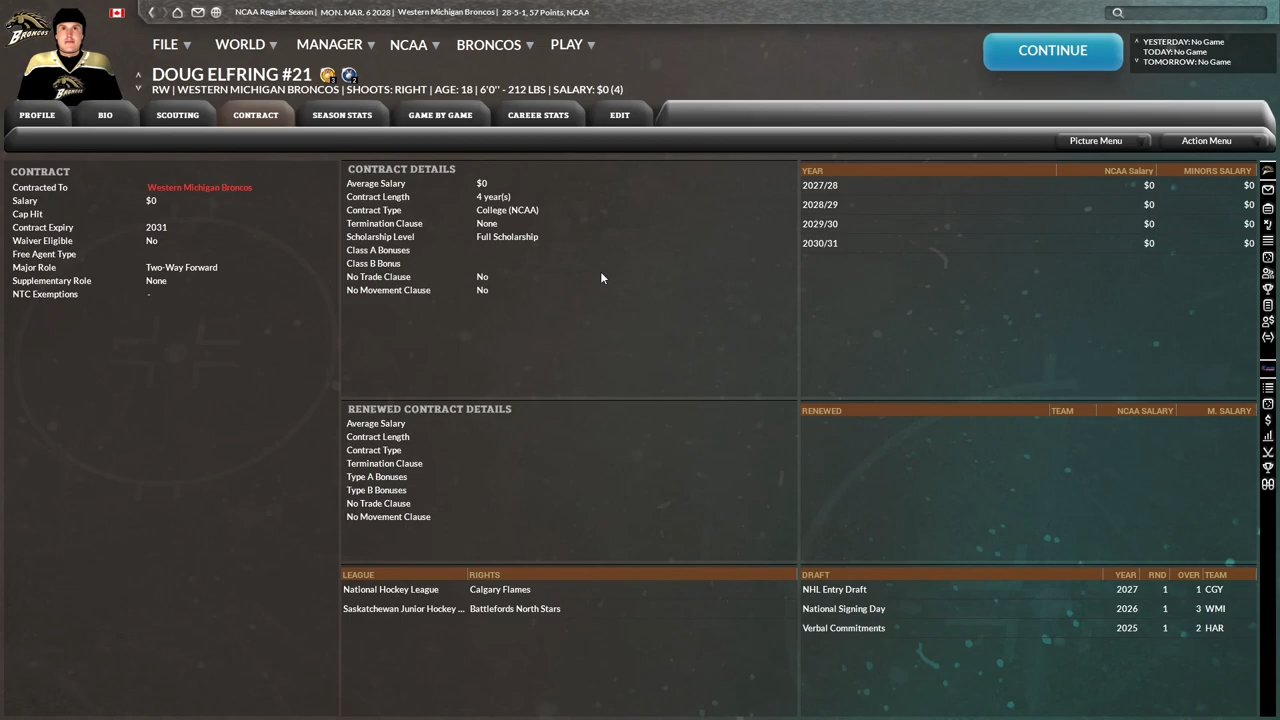 NCAA Regular Season | MON. MAR. 6 2028 | Western Michigan Broncos | 28-5-1, 57 Points, NCAA
BRONCOS
FILE WORLD MANAGER NCAA BRONCOS PLAY
CONTINUE
YESTERDAY: No Game
TODAY: No Game
TOMORROW: No Game
DOUG ELFRING #21 3 2
RW | WESTERN MICHIGAN BRONCOS | SHOOTS: RIGHT | AGE: 18 | 6'0" - 212 LBS | SALARY: $0 (4)
PROFILE BIO SCOUTING CONTRACT SEASON STATS GAME BY GAME CAREER STATS EDIT
Picture Menu Action Menu
CONTRACT
Contracted To Western Michigan Broncos
Salary $0
Cap Hit
Contract Expiry 2031
Waiver Eligible No
Free Agent Type
Major Role Two-Way Forward
Supplementary Role None
NTC Exemptions -
CONTRACT DETAILS
Average Salary $0
Contract Length 4 year(s)
Contract Type College (NCAA)
Termination Clause None
Scholarship Level Full Scholarship
Class A Bonuses
Class B Bonus
No Trade Clause No
No Movement Clause No
YEAR NCAA Salary MINORS SALARY
2027/28 $0 $0
2028/29 $0 $0
2029/30 $0 $0
2030/31 $0 $0
RENEWED CONTRACT DETAILS
Average Salary
Contract Length
Contract Type
Termination Clause
Type A Bonuses
Type B Bonuses
No Trade Clause
No Movement Clause
RENEWED TEAM NCAA SALARY M. SALARY
LEAGUE RIGHTS
National Hockey League Calgary Flames
Saskatchewan Junior Hockey ... Battlefords North Stars
DRAFT YEAR RND OVER TEAM
NHL Entry Draft 2027 1 1 CGY
National Signing Day 2026 1 3 WMI
Verbal Commitments 2025 1 2 HAR